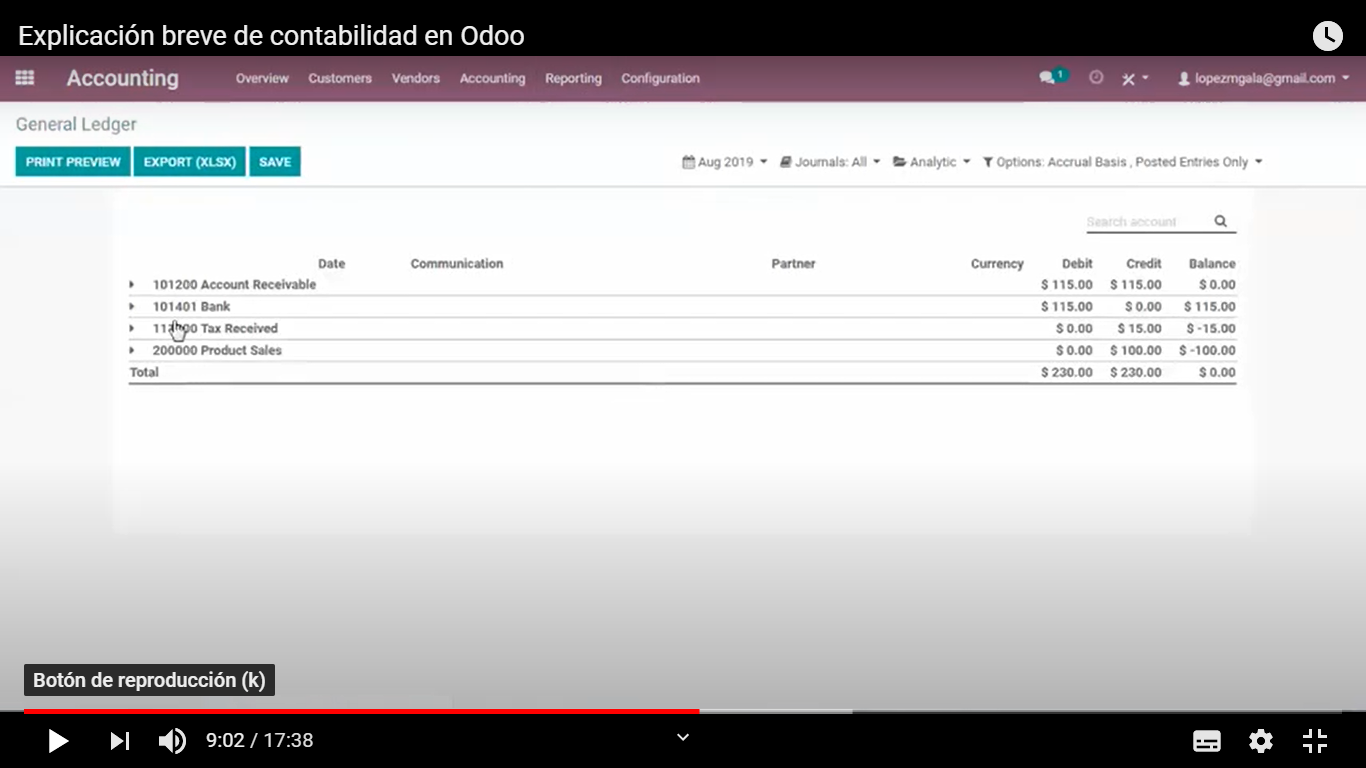 Explicación breve de contabilidad en Odoo
Accounting Overview Customers Vendors Accounting Reporting Configuration 1 lopezmgala@gmail.com
General Ledger
PRINT PREVIEW EXPORT (XLSX) SAVE Aug 2019 Journals: All Analytic Options: Accrual Basis , Posted Entries Only
Search account
Date Communication Partner Currency Debit Credit Balance
101200 Account Receivable $ 115.00 $ 115.00 $ 0.00
101401 Bank $ 115.00 $ 0.00 $ 115.00
Tax Received $ 0.00 $ 15.00 $ -15.00
200000 Product Sales $ 0.00 $ 100.00 $ -100.00
Total $ 230.00 $ 230.00 $ 0.00
Botón de reproducción (k)
9:02 / 17:38